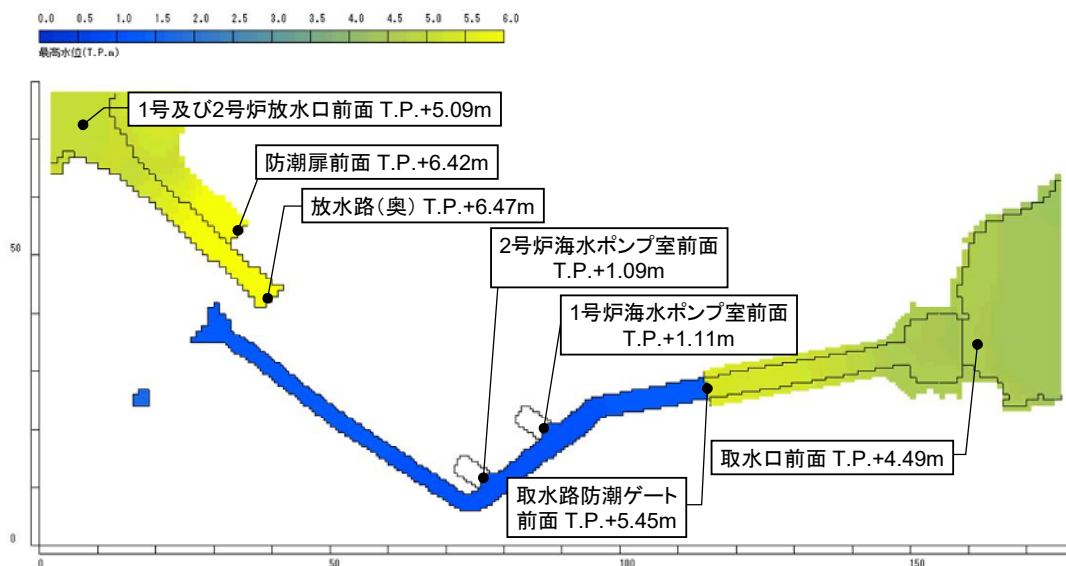 0.0 0.5 1.0 1.5 2.0 2.5 3.0 3.5 4.0 4.5 5.0 5.5 6.0
最高水位(T.P.m)
1号及び2号炉放水口前面 T.P.+5.09m
防潮扉前面 T.P.+6.42m
放水路(奥) T.P.+6.47m
2号炉海水ポンプ室前面
T.P.+1.09m
1号炉海水ポンプ室前面
T.P.+1.11m
取水口前面 T.P.+4.49m
取水路防潮ゲート
前面 T.P.+5.45m
50
0
0 50 100 150